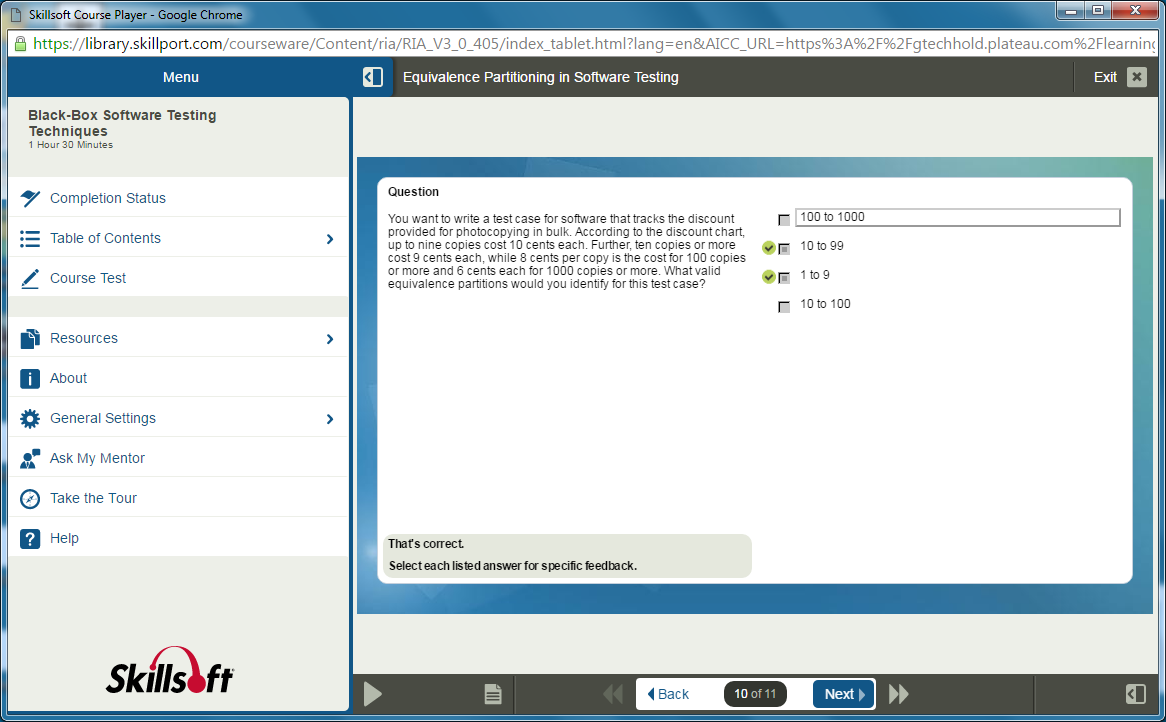 Skillsoft Course Player - Google Chrome
https://library.skillport.com/courseware/Content/ria/RIA_V3_0_405/index_tablet.html?lang=en&AICC_URL=https%3A%2F%2Fgtechhold.plateau.com%2Flearning
Menu
Equivalence Partitioning in Software Testing
Exit
Black-Box Software Testing
Techniques
1 Hour 30 Minutes
Completion Status
Table of Contents
Course Test
Resources
About
General Settings
Ask My Mentor
Take the Tour
Help
Skillsoft
Question
You want to write a test case for software that tracks the discount
provided for photocopying in bulk. According to the discount chart,
up to nine copies cost 10 cents each. Further, ten copies or more
cost 9 cents each, while 8 cents per copy is the cost for 100 copies
or more and 6 cents each for 1000 copies or more. What valid
equivalence partitions would you identify for this test case?
100 to 1000
10 to 99
1 to 9
10 to 100
That's correct.
Select each listed answer for specific feedback.
Back
10 of 11
Next